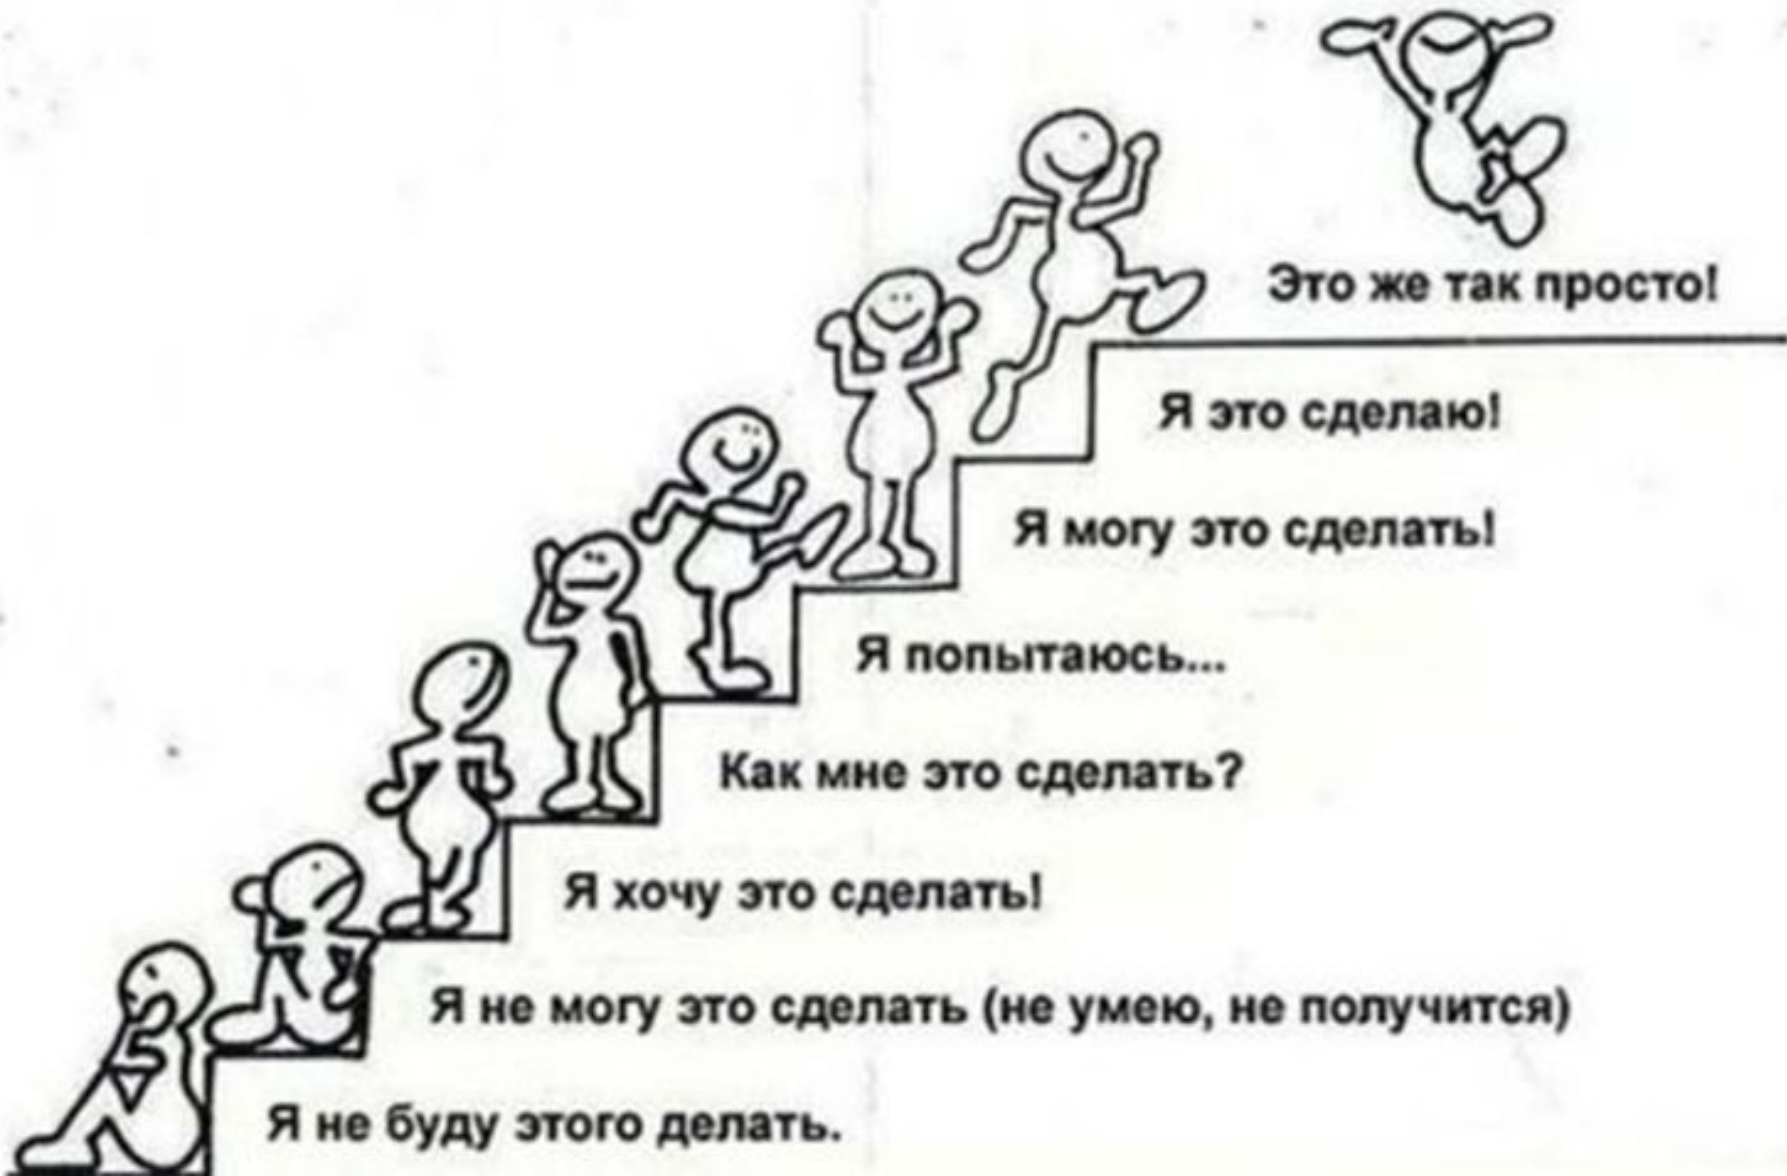 Это же так просто!
Я это сделаю!
Я могу это сделать!
Я попытаюсь...
Как мне это сделать?
Я хочу это сделать!
Я не могу это сделать (не умею, не получится)
Я не буду этого делать.